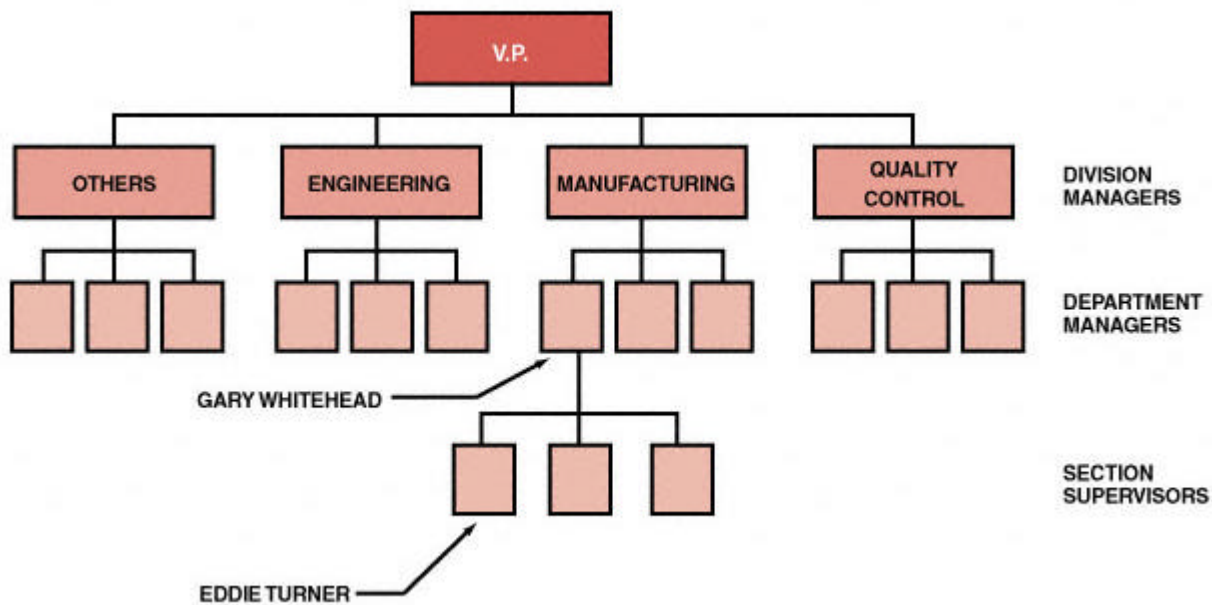 V.P.
OTHERS
ENGINEERING
MANUFACTURING
QUALITY
CONTROL
DIVISION
MANAGERS
DEPARTMENT
MANAGERS
GARY WHITEHEAD
SECTION
SUPERVISORS
EDDIE TURNER